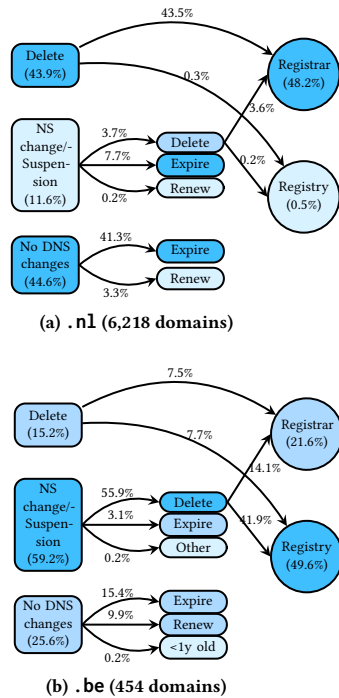 43.5%
Delete
(43.9%)
Registrar
(48.2%)
0.3%
3.6%
NS
change/-
Suspen-
sion
(11.6%)
3.7%
Delete
7.7%
Expire
0.2%
Renew
0.2%
Registry
(0.5%)
No DNS
changes
(44.6%)
41.3%
Expire
3.3%
Renew
(a) .nl (6,218 domains)
7.5%
Delete
(15.2%)
Registrar
(21.6%)
7.7%
14.1%
NS
change/-
Suspension
(59.2%)
55.9%
Delete
3.1%
Expire
0.2%
Other
41.9%
Registry
(49.6%)
No DNS
changes
(25.6%)
15.4%
Expire
9.9%
Renew
0.2%
<1y old
(b) .be (454 domains)